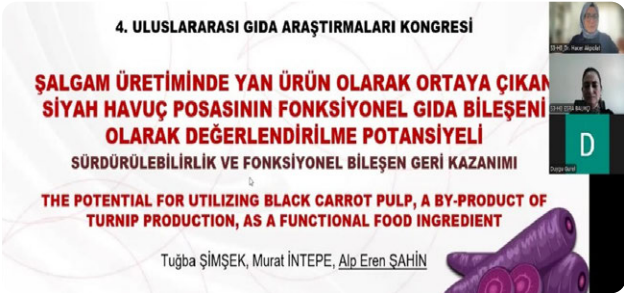 4. ULUSLARARASI GIDA ARAŞTIRMALARI KONGRESİ
ŞALGAM ÜRETİMİNDE YAN ÜRÜN OLARAK ORTAYA ÇIKAN
SİYAH HAVUÇ POSASININ FONKSİYONEL GIDA BİLEŞENİ
OLARAK DEĞERLENDİRİLME POTANSİYELİ
SÜRDÜRÜLEBİLİRLİK VE FONKSİYONEL BİLEŞEN GERİ KAZANIMI
THE POTENTIAL FOR UTILIZING BLACK CARROT PULP, A BY-PRODUCT OF
TURNIP PRODUCTION, AS A FUNCTIONAL FOOD INGREDIENT
Tuğba ŞİMŞEK, Murat İNTEPE, Alp Eren ŞAHİN
D